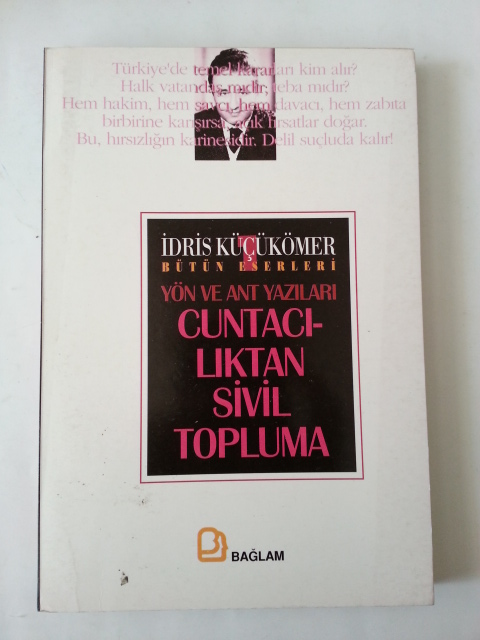 Türkiye'de temel kararları kim alır?
Halk vatandaş mıdır, teba mıdır?
Hem hakim, hem savcı, hem davacı, hem zabıta
birbirine karışırsa, açık fırsatlar doğar.
Bu, hırsızlığın karinesidir. Delil suçluda kalır!
İDRİS KÜÇÜKÖMER
BÜTÜN ESERLERİ
YÖN VE ANT YAZILARI
CUNTACI-
LIKTAN
SİVİL
TOPLUMA
BAĞLAM